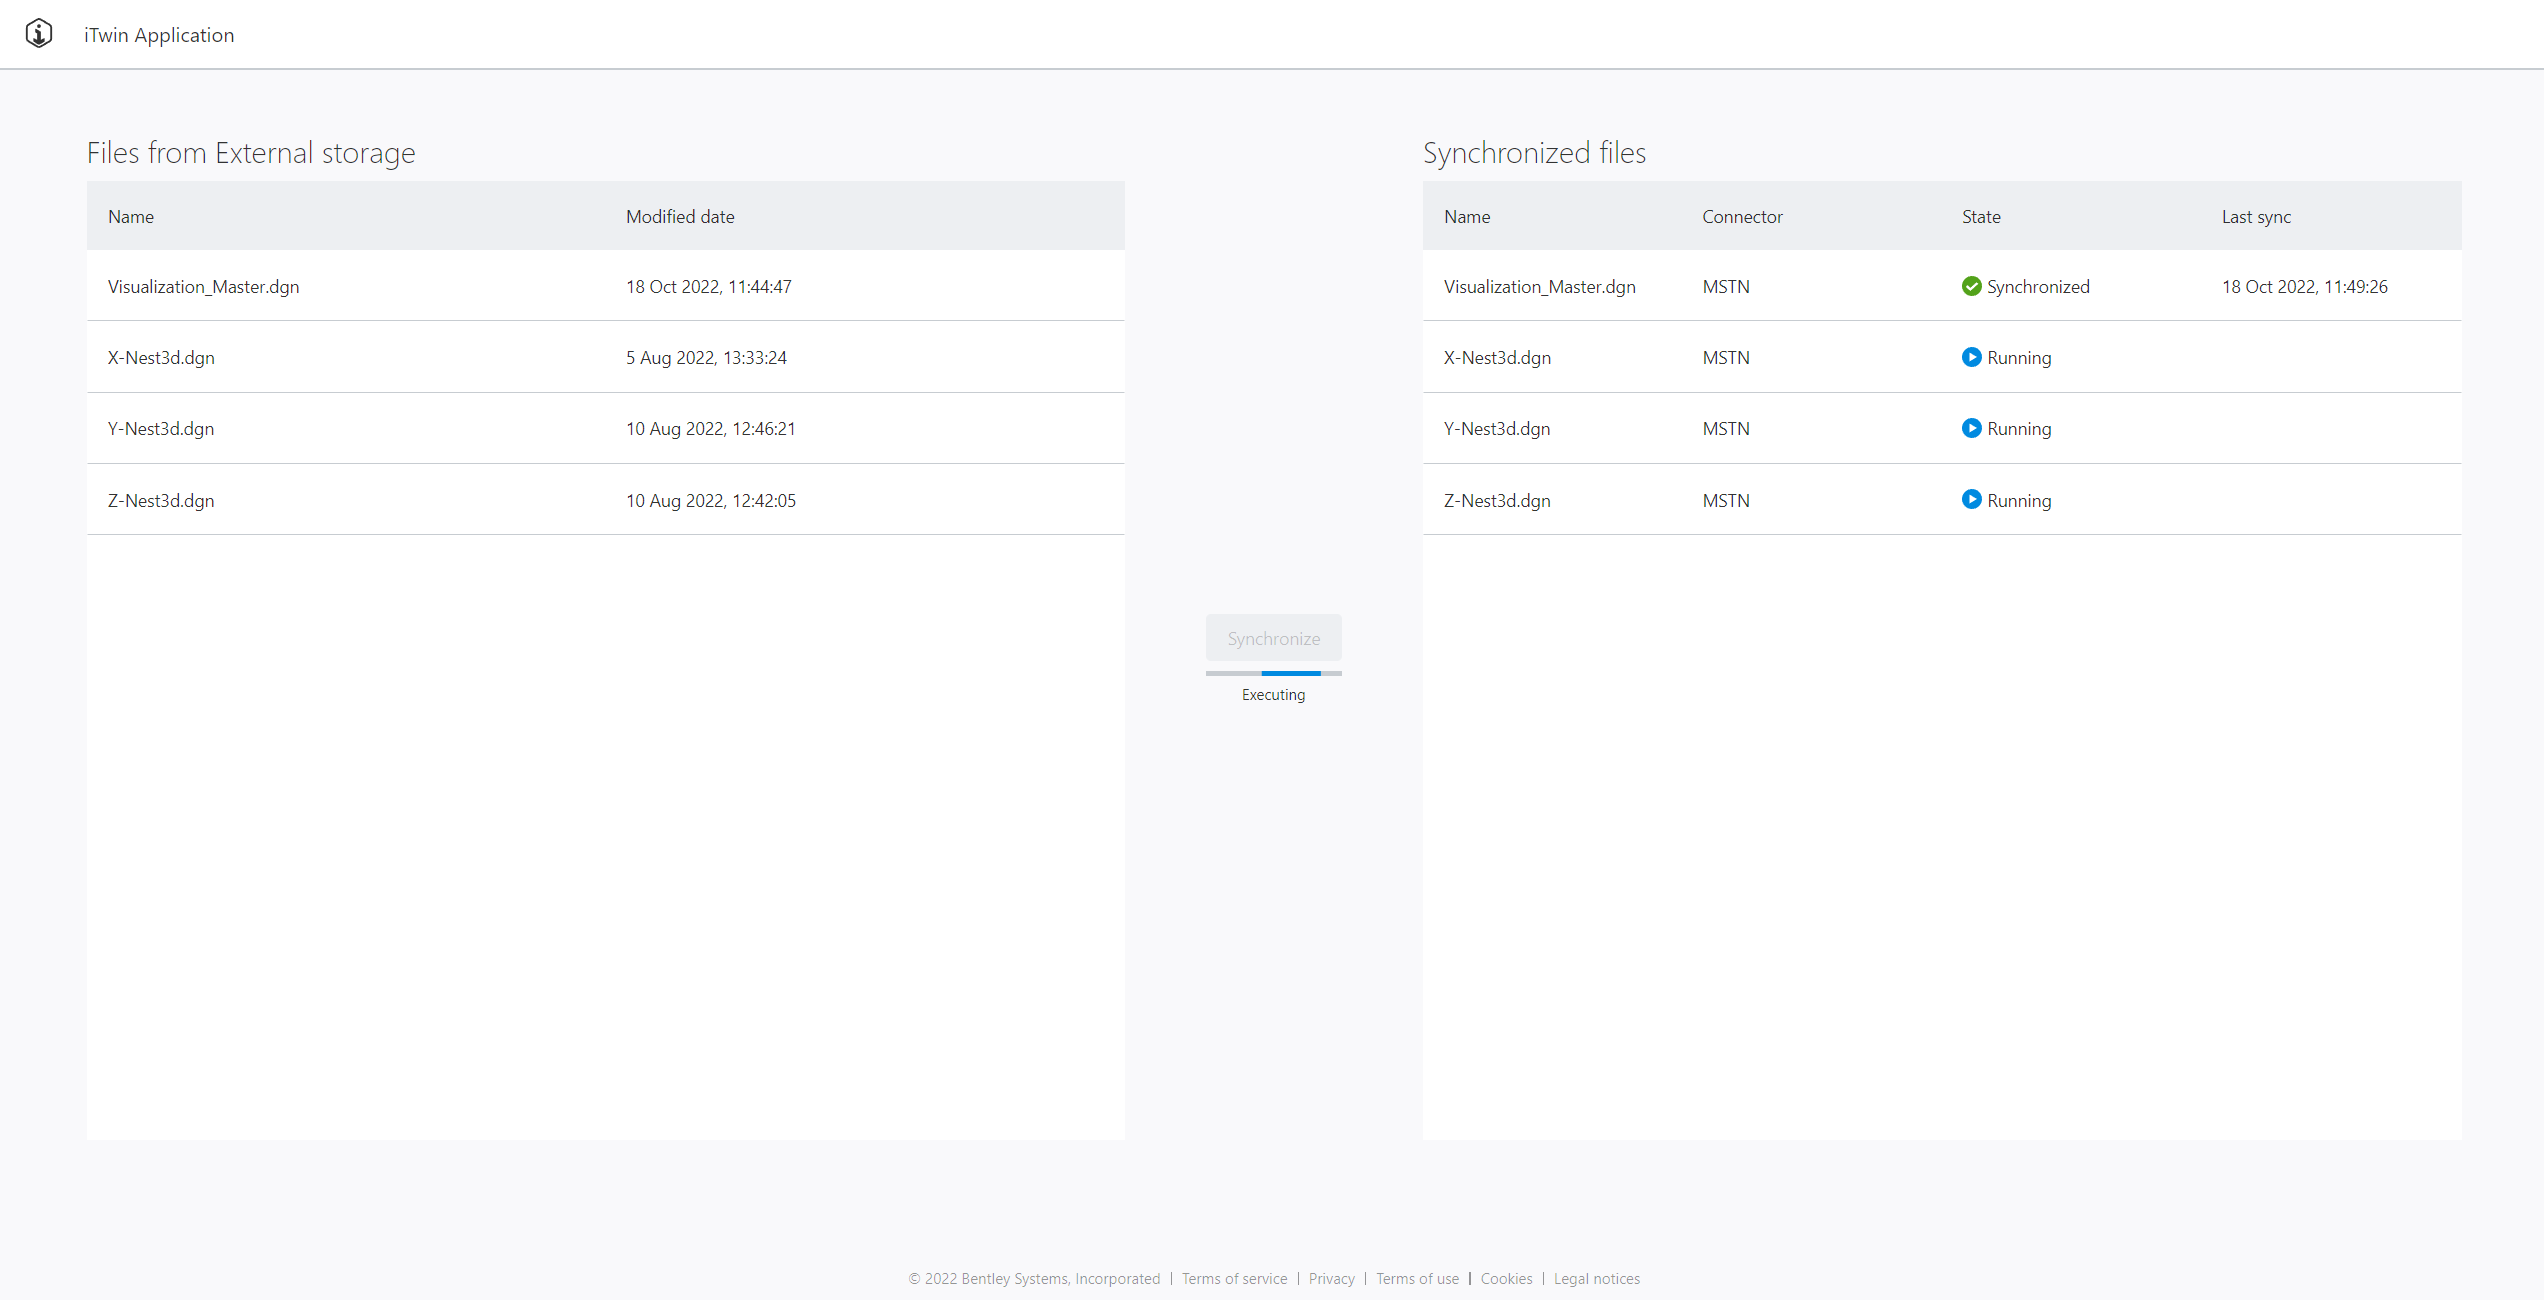 iTwin Application
Files from External storage
Name Modified date
Visualization_Master.dgn 18 Oct 2022, 11:44:47
X-Nest3d.dgn 5 Aug 2022, 13:33:24
Y-Nest3d.dgn 10 Aug 2022, 12:46:21
Z-Nest3d.dgn 10 Aug 2022, 12:42:05
Synchronize
Executing
Synchronized files
Name Connector State Last sync
Visualization_Master.dgn MSTN Synchronized 18 Oct 2022, 11:49:26
X-Nest3d.dgn MSTN Running
Y-Nest3d.dgn MSTN Running
Z-Nest3d.dgn MSTN Running
© 2022 Bentley Systems, Incorporated | Terms of service | Privacy | Terms of use | Cookies | Legal notices